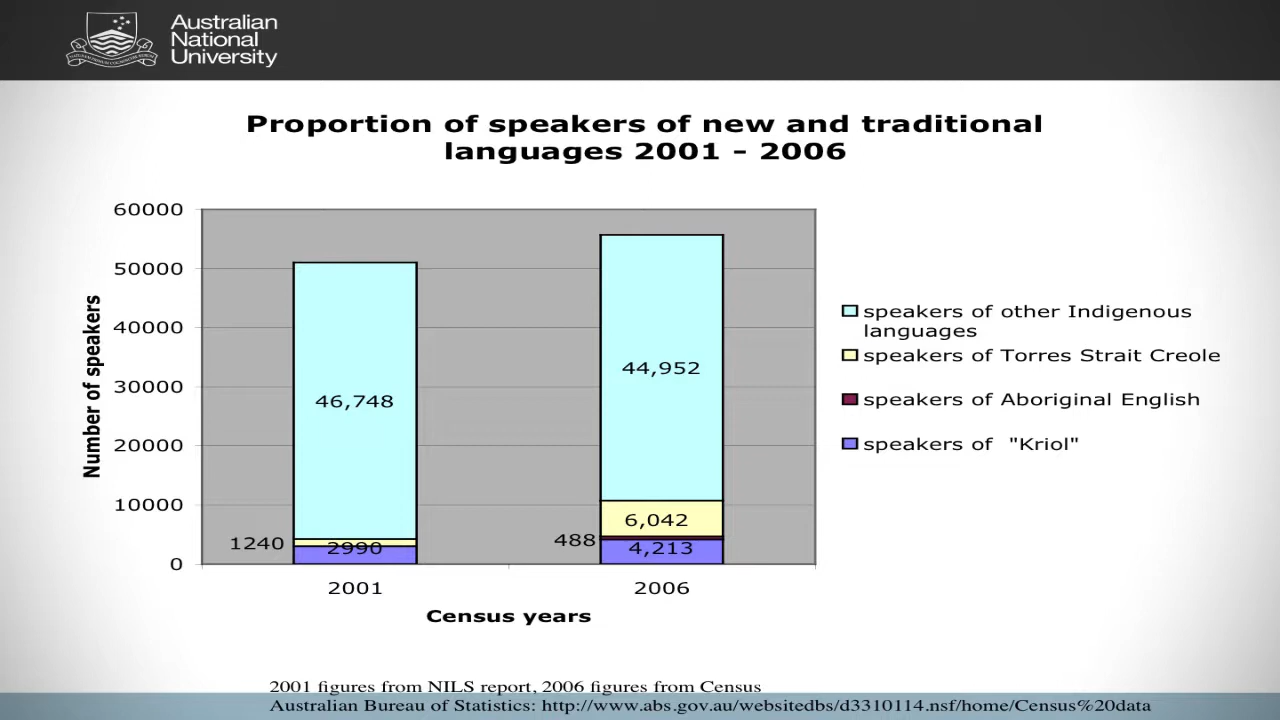 Australian
National
University
Proportion of speakers of new and traditional
languages 2001 - 2006
60000
50000
40000
30000
20000
10000
0
Number of speakers
46,748
1240
2990
44,952
6,042
488
4,213
2001
2006
Census years
speakers of other Indigenous
languages
speakers of Torres Strait Creole
speakers of Aboriginal English
speakers of "Kriol"
2001 figures from NILS report, 2006 figures from Census
Australian Bureau of Statistics: http://www.abs.gov.au/websitedbs/d3310114.nsf/home/Census%20data